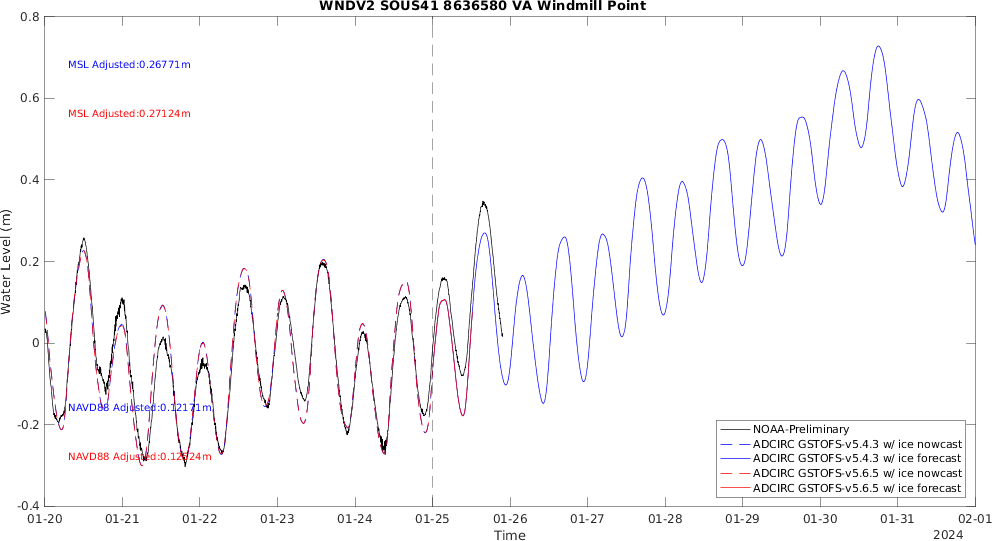 WNDV2 SOUS41 8636580 VA Windmill Point
0.8
0.6
0.4
0.2
0
-0.2
-0.4
Water Level (m)
MSL Adjusted:0.26771m
MSL Adjusted:0.27124m
NAVD88 Adjusted:0.12171m
NAVD88 Adjusted:0.12524m
NOAA-Preliminary
ADCIRC GSTOFS-v5.4.3 w/ ice nowcast
ADCIRC GSTOFS-v5.4.3 w/ ice forecast
ADCIRC GSTOFS-v5.6.5 w/ ice nowcast
ADCIRC GSTOFS-v5.6.5 w/ ice forecast
01-20 01-21 01-22 01-23 01-24 01-25 01-26 01-27 01-28 01-29 01-30 01-31 02-01
Time
2024